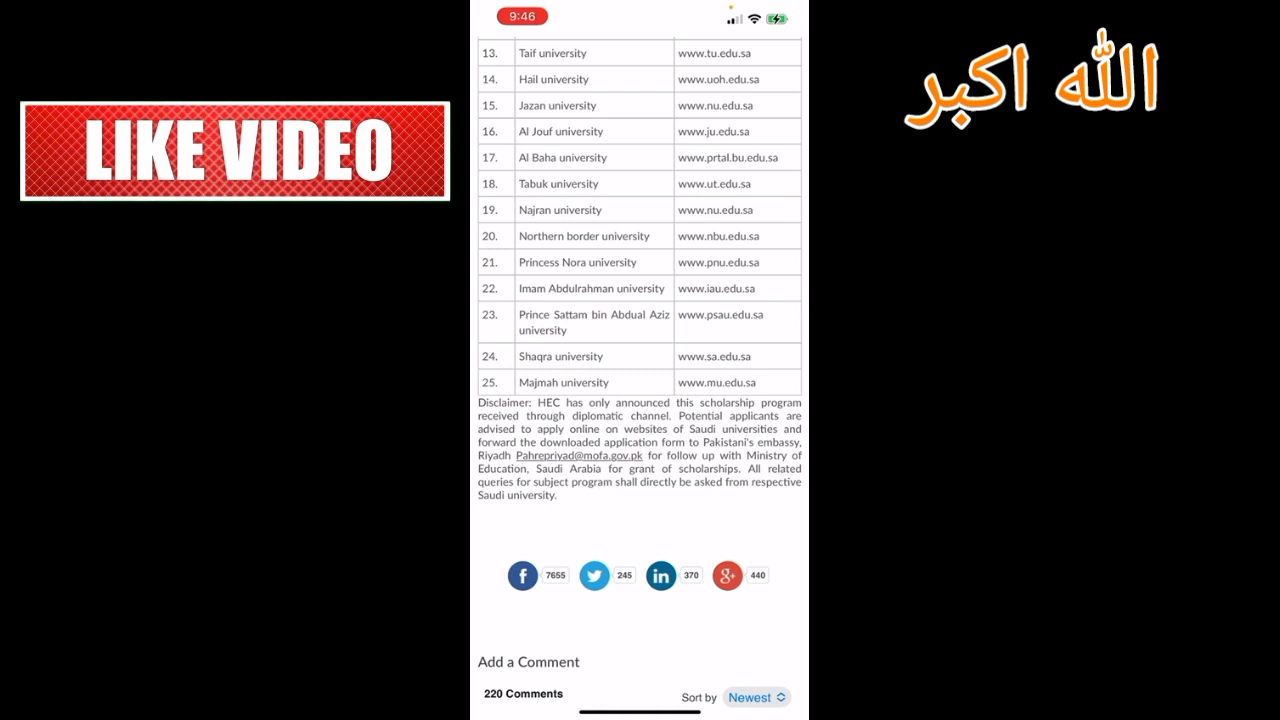 9:46
LIKE VIDEO
الله اكبر
13. Taif university www.tu.edu.sa
14. Hail university www.uoh.edu.sa
15. Jazan university www.nu.edu.sa
16. Al Jouf university www.ju.edu.sa
17. Al Baha university www.prtal.bu.edu.sa
18. Tabuk university www.ut.edu.sa
19. Najran university www.nu.edu.sa
20. Northern border university www.nbu.edu.sa
21. Princess Nora university www.pnu.edu.sa
22. Imam Abdulrahman university www.iau.edu.sa
23. Prince Sattam bin Abdual Aziz www.psau.edu.sa
university
24. Shaqra university www.sa.edu.sa
25. Majmah university www.mu.edu.sa
Disclaimer: HEC has only announced this scholarship program
received through diplomatic channel. Potential applicants are
advised to apply online on websites of Saudi universities and
forward the downloaded application form to Pakistani's embassy,
Riyadh Pahrepriyad@mofa.gov.pk for follow up with Ministry of
Education, Saudi Arabia for grant of scholarships. All related
queries for subject program shall directly be asked from respective
Saudi university.
f 7655 245 in 370 g+ 440
Add a Comment
220 Comments Sort by Newest